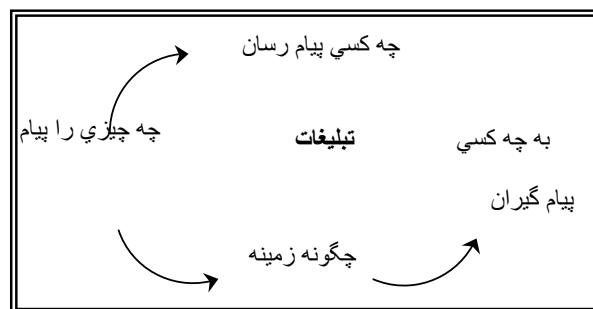 چه كسي پيام رسان
به چه كسي
تبليغات
چه چيزي را پيام
پيام گيران
چگونه زمينه